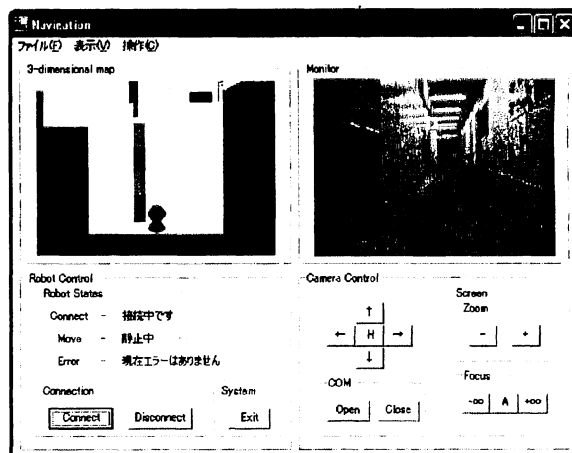 Navication
ファイル(F) 表示(V) 操作(C)
3-dimensional map
Monitor
Robot Control
Robot States
Connect - 接続中です
Move - 静止中
Error - 現在エラーはありません
Connection
System
Connect
Disconnect
Exit
Camera Control
↑
← H →
↓
Screen
Zoom
- +
COM
Open
Close
Focus
-∞ A +∞